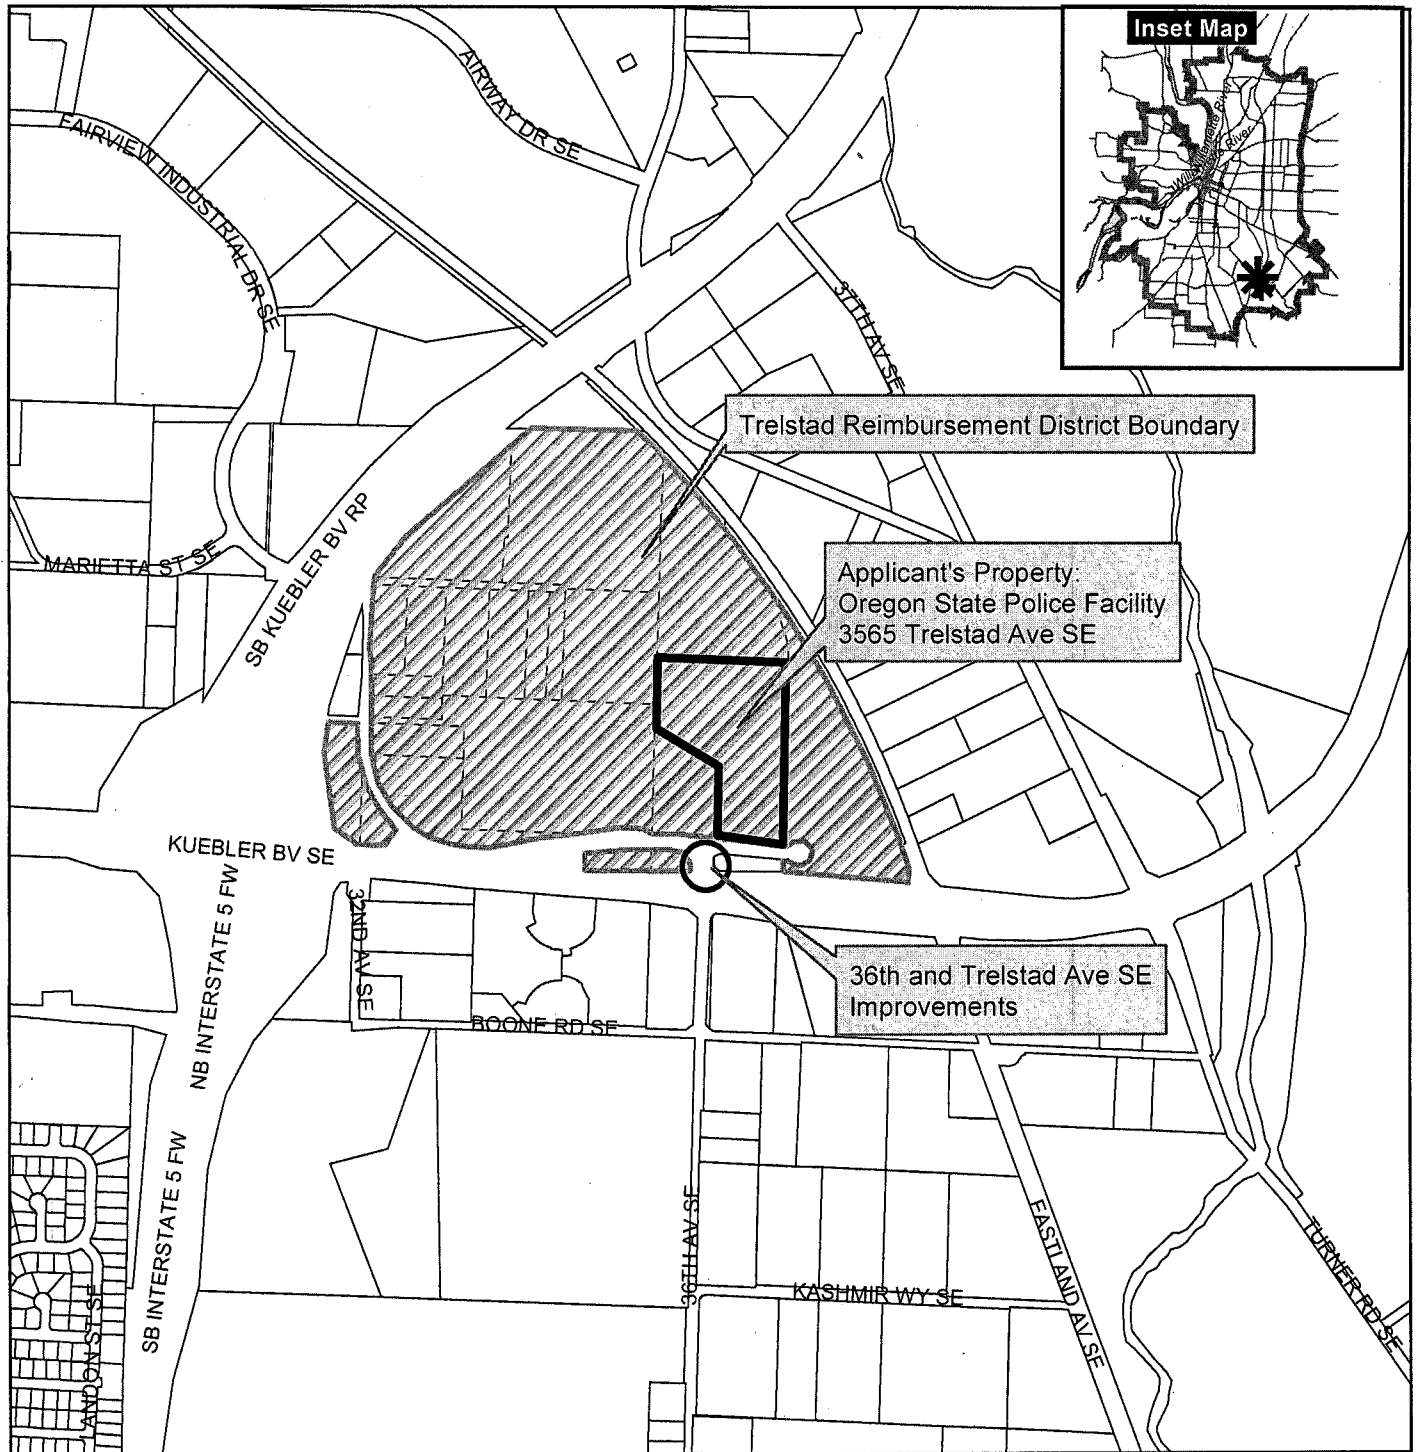 Inset Map
Willamette River
AIRWAY DR SE
FAIRVIEW INDUSTRIAL DR SE
37TH AV SE
Trelstad Reimbursement District Boundary
SB KUEBLER BV RP
MARIETTA ST SE
Applicant's Property:
Oregon State Police Facility
3565 Trelstad Ave SE
KUEBLER BV SE
NB INTERSTATE 5 FW
32ND AV SE
36th and Trelstad Ave SE
Improvements
BOONE RD SE
SB INTERSTATE 5 FW
36TH AV SE
KASHMIR WY SE
EASTLAND AV SE
TURNER RD SE
LANDON ST SE